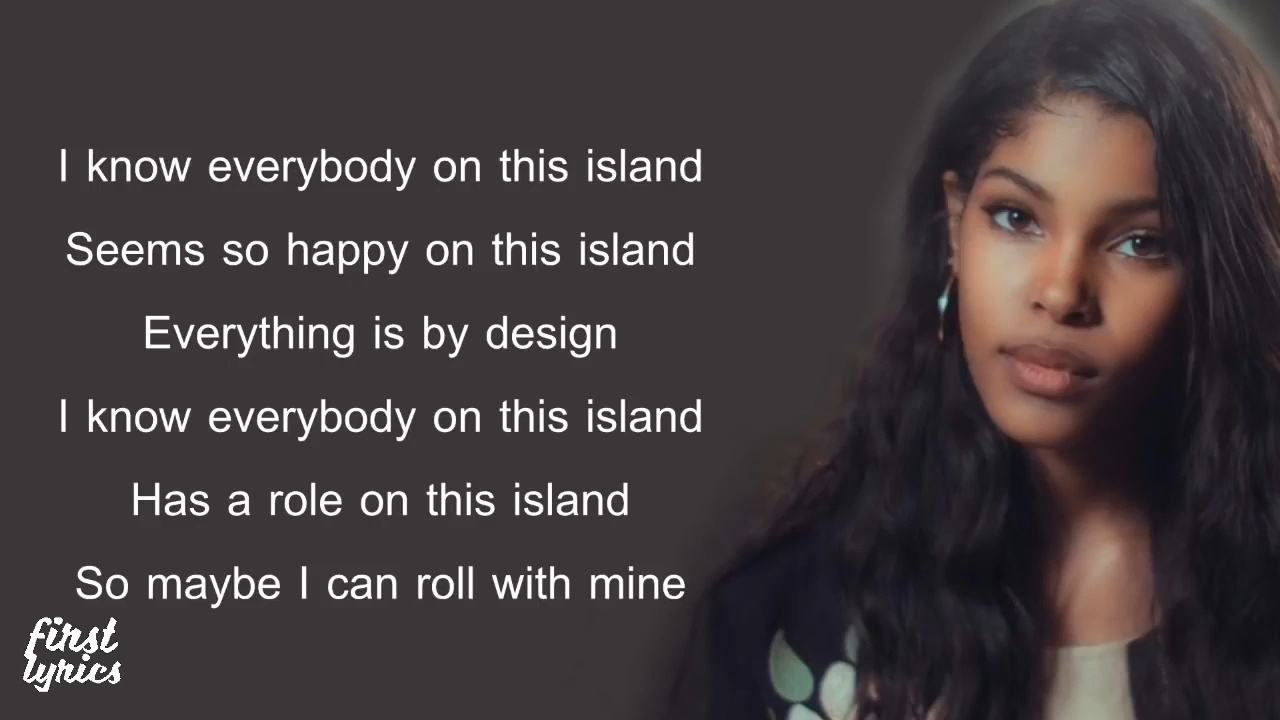 I know everybody on this island
Seems so happy on this island
Everything is by design
I know everybody on this island
Has a role on this island
So maybe I can roll with mine
first
lyrics